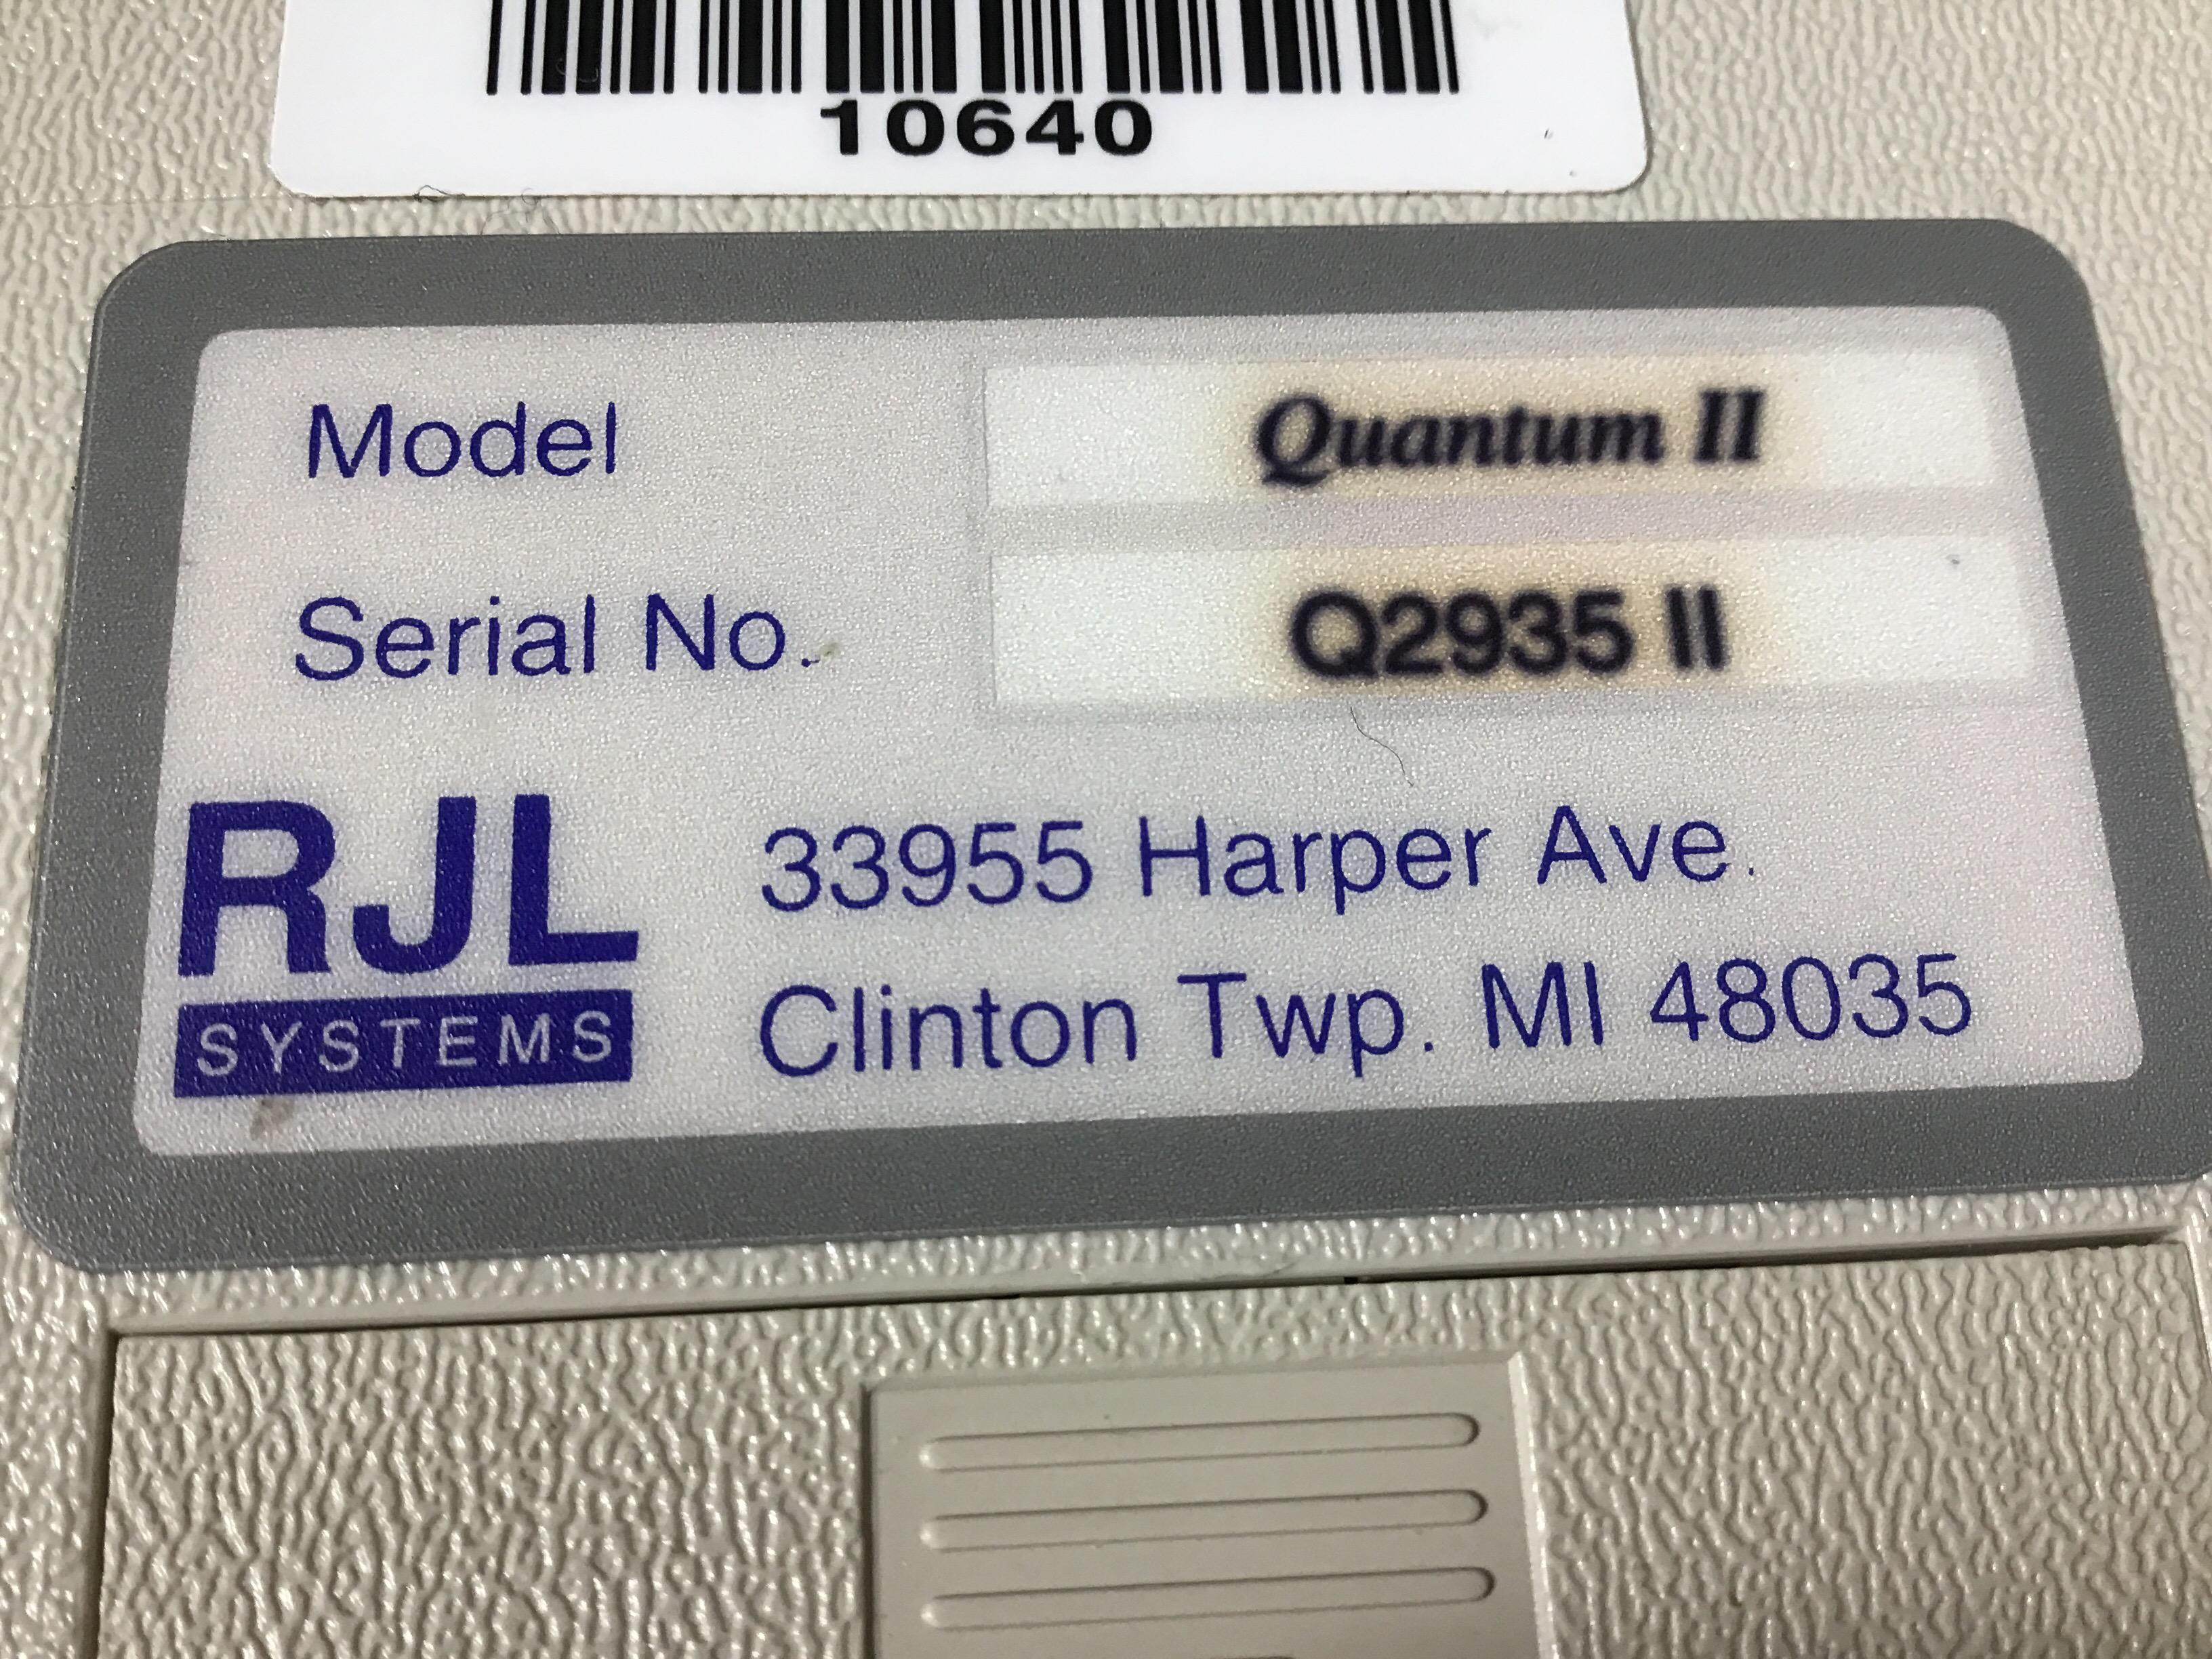 10640
Model Quantum II
Serial No. Q2935 II
RJL
SYSTEMS
33955 Harper Ave.
Clinton Twp. MI 48035